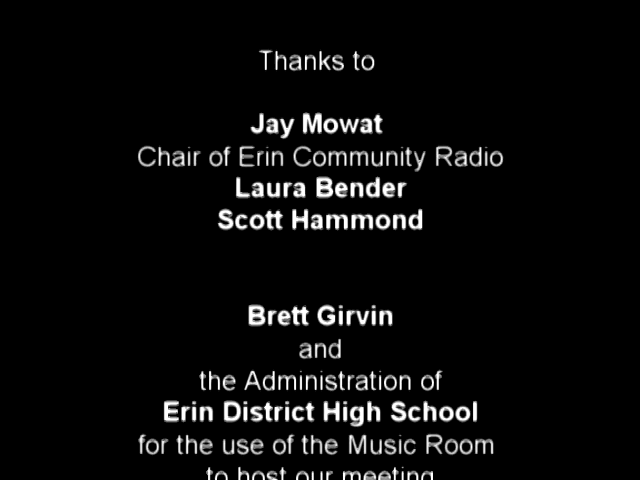 Thanks to
Jay Mowat
Chair of Erin Community Radio
Laura Bender
Scott Hammond
Brett Girvin
and
the Administration of
Erin District High School
for the use of the Music Room
to host our meeting